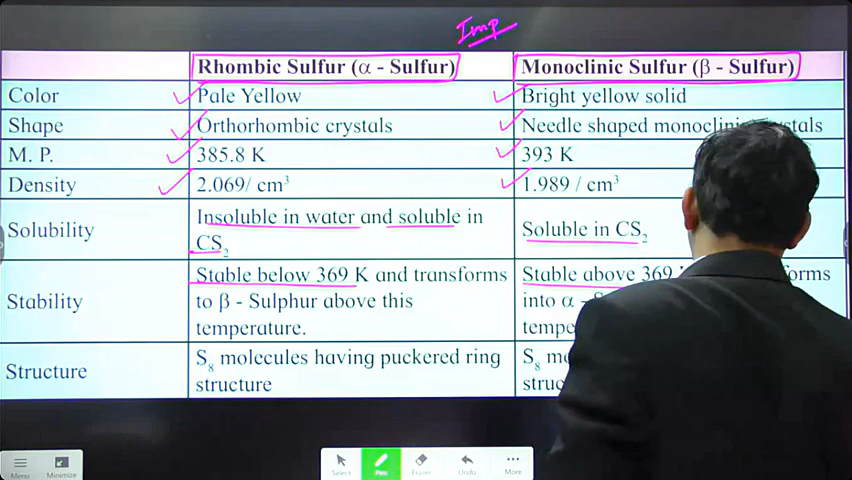 Imp
Rhombic Sulfur (α - Sulfur)
Monoclinic Sulfur (β - Sulfur)
Color
Pale Yellow
Bright yellow solid
Shape
Orthorhombic crystals
Needle shaped monoclinic
M. P.
385.8 K
393 K
Density
2.069/ cm³
1.989 / cm³
Solubility
Insoluble in water and soluble in
CS₂
Soluble in CS₂
Stability
Stable below 369 K and transforms
to β - Sulphur above this
temperature.
Stable above 369
into α -
Structure
S₈ molecules having puckered ring
structure
S₈
Menu
Minimize
Select
Pen
Eraser
Undo
More